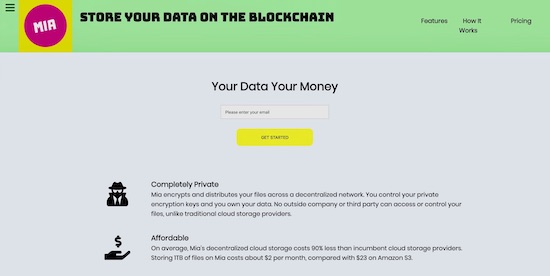 MIA
STORE YOUR DATA ON THE BLOCKCHAIN
Features How It Pricing
Works
Your Data Your Money
Please enter your email
GET STARTED
Completely Private
Mia encrypts and distributes your files across a decentralized network. You control your private
encryption keys and you own your data. No outside company or third party can access or control your
files, unlike traditional cloud storage providers.
$
Affordable
On average, Mia's decentralized cloud storage costs 90% less than incumbent cloud storage providers.
Storing 1TB of files on Mia costs about $2 per month, compared with $23 on Amazon S3.